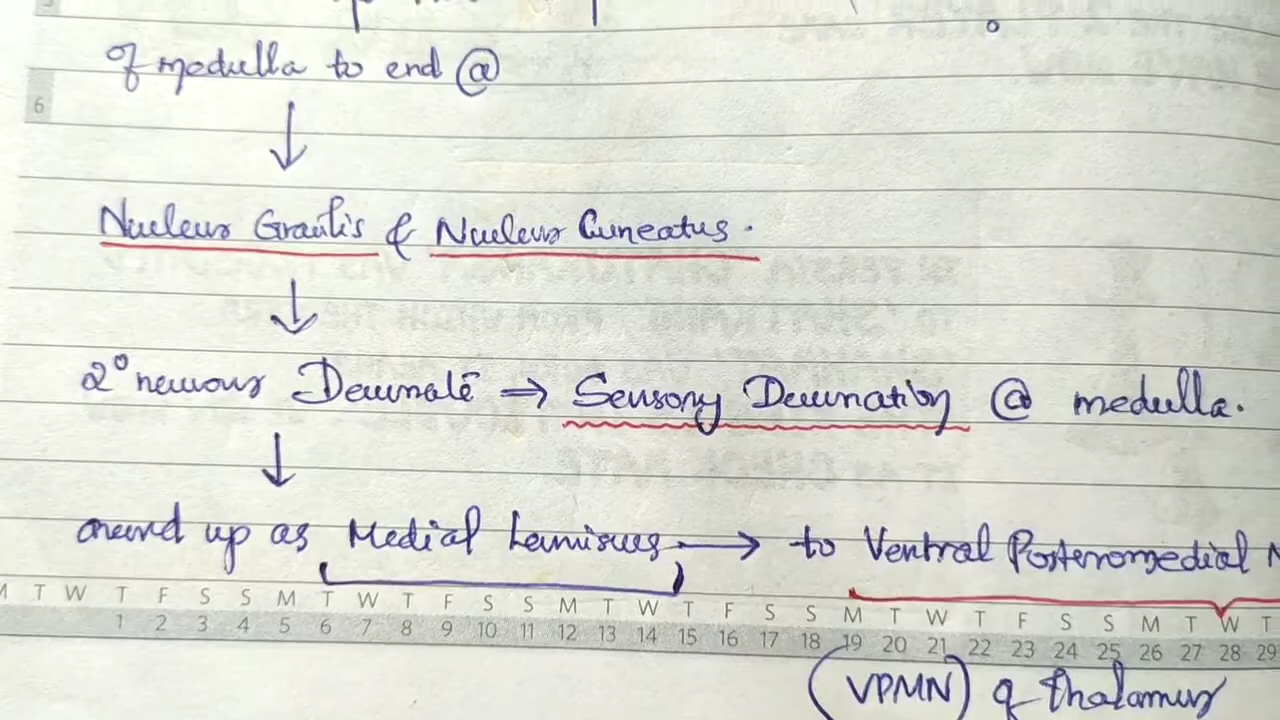 of medulla to end @
6
Nucleus Gracilis & Nucleus Cuneatus.
2° neurons Decussate ⇒ Sensory Decussation @ medulla.
ascend up as Medial Lemniscus → to Ventral Posteromedial N
M T W T F S S M T W T F S S M T W T F S S M T W T F S S M T W T
1 2 3 4 5 6 7 8 9 10 11 12 13 14 15 16 17 18 19 20 21 22 23 24 25 26 27 28 29
(VPMN) of thalamus